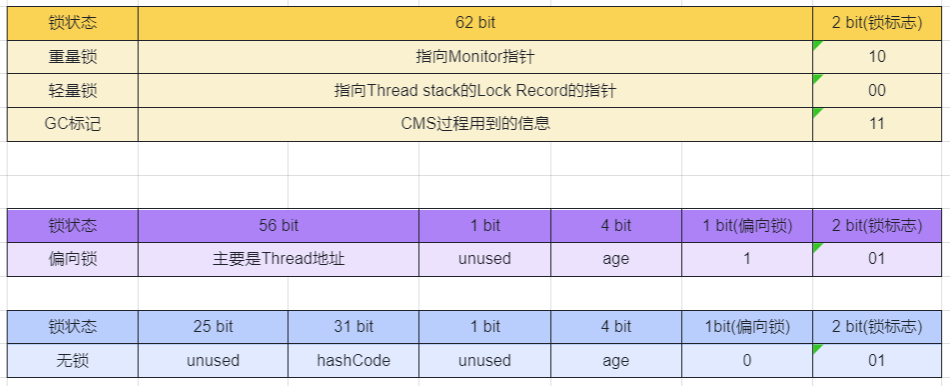 锁状态 62 bit 2 bit(锁标志)
重量锁 指向Monitor指针 10
轻量锁 指向Thread stack的Lock Record的指针 00
GC标记 CMS过程用到的信息 11
锁状态 56 bit 1 bit 4 bit 1 bit(偏向锁) 2 bit(锁标志)
偏向锁 主要是Thread地址 unused age 1 01
锁状态 25 bit 31 bit 1 bit 4 bit 1bit(偏向锁) 2 bit(锁标志)
无锁 unused hashCode unused age 0 01